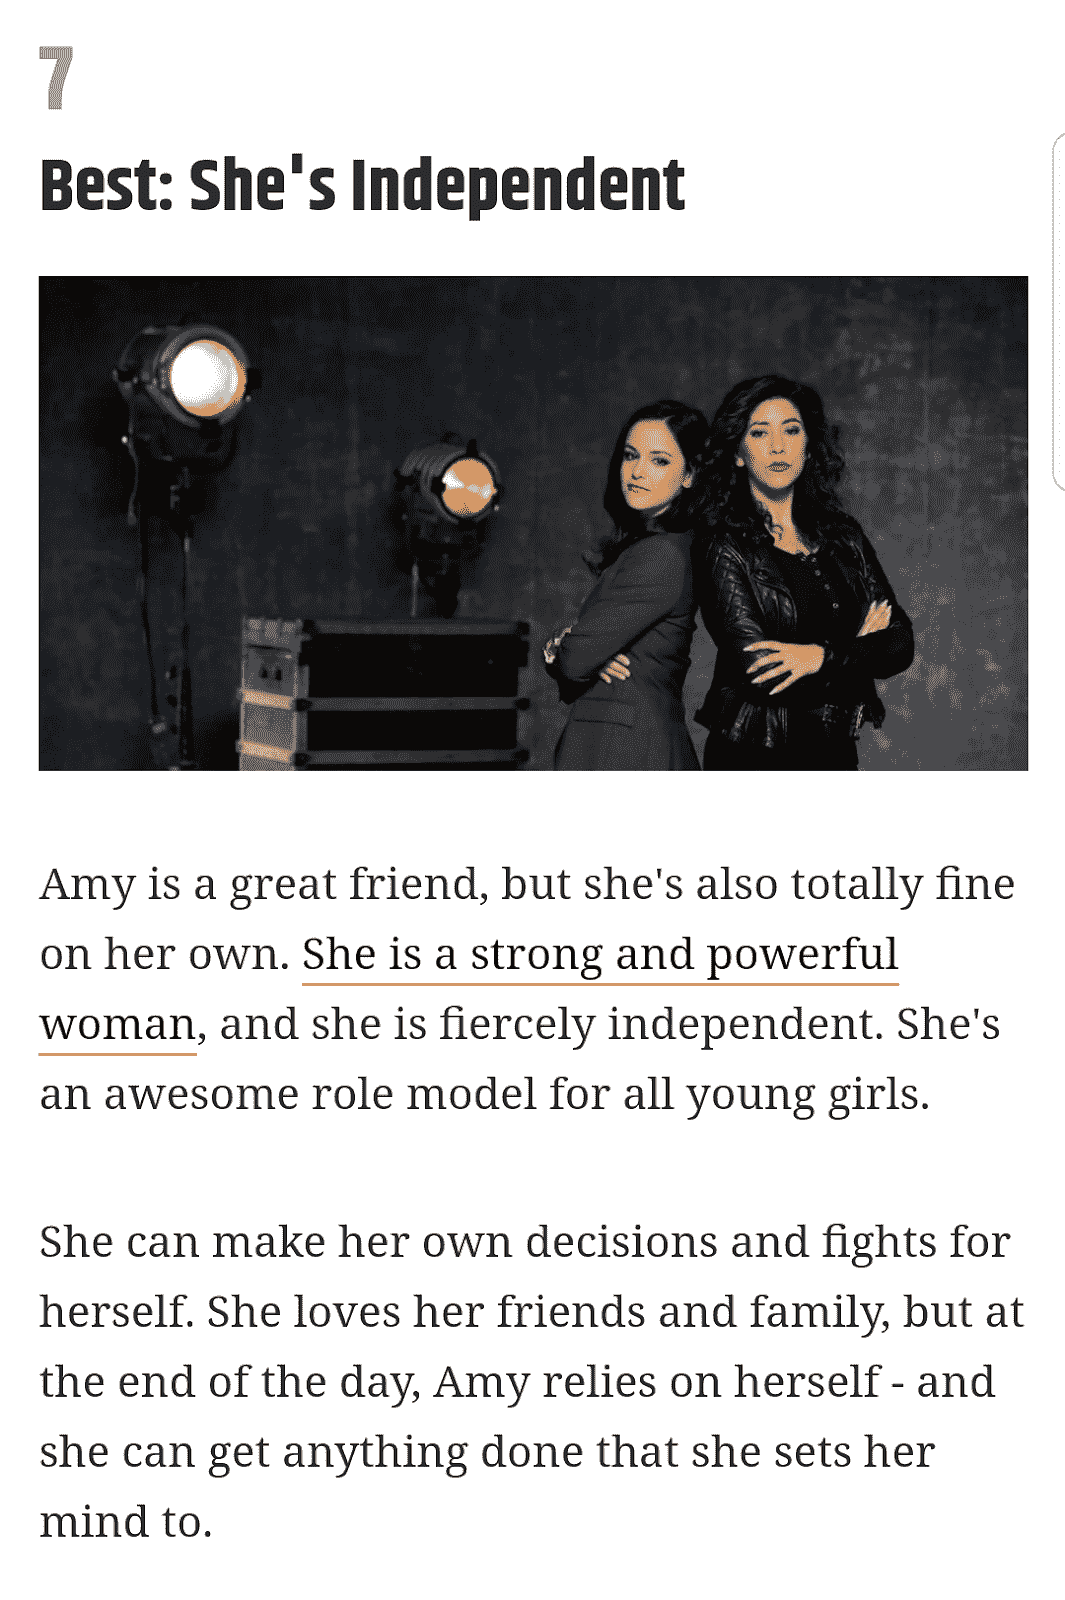 7
Best: She's Independent
Amy is a great friend, but she's also totally fine
on her own. She is a strong and powerful
woman, and she is fiercely independent. She's
an awesome role model for all young girls.
She can make her own decisions and fights for
herself. She loves her friends and family, but at
the end of the day, Amy relies on herself - and
she can get anything done that she sets her
mind to.